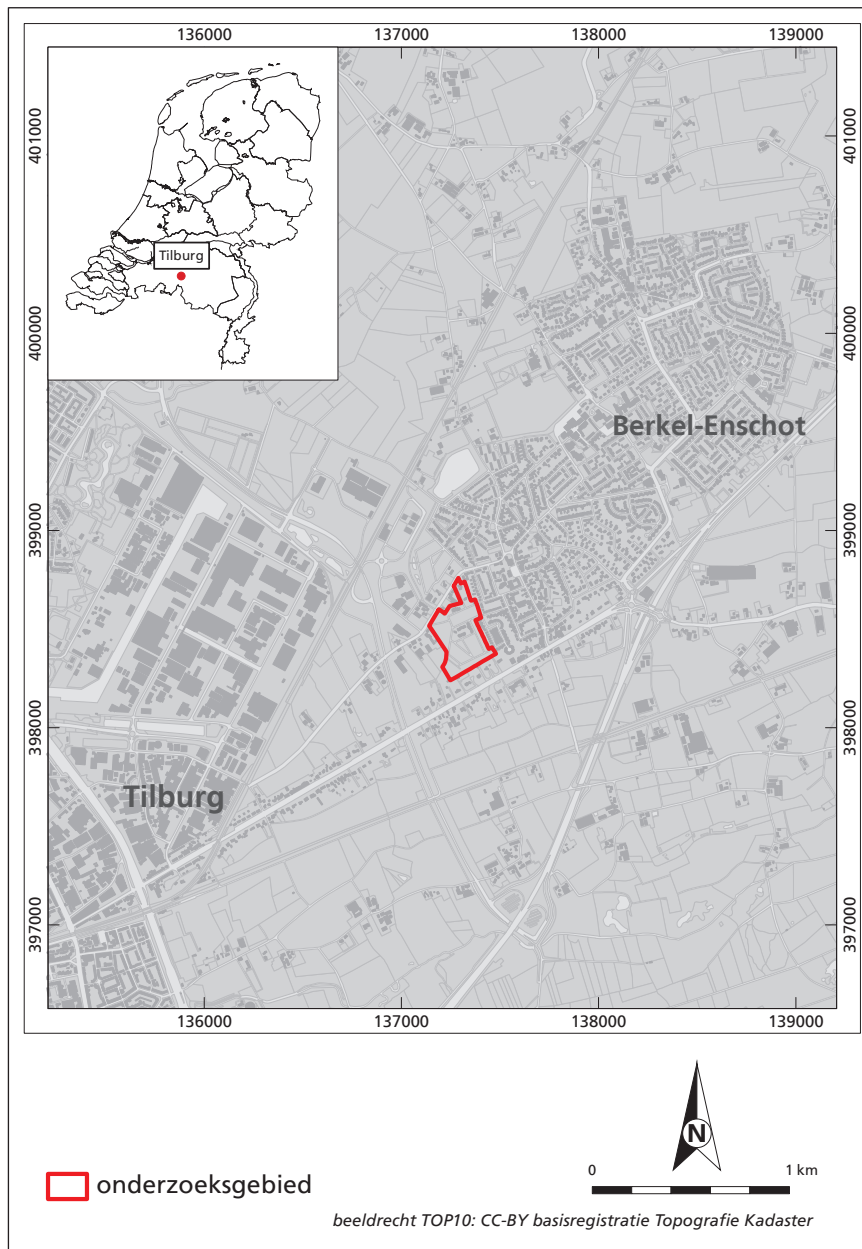 136000 137000 138000 139000
401000
400000
399000
398000
397000
401000
400000
399000
398000
397000
Tilburg
Berkel-Enschot
Tilburg
136000 137000 138000 139000
N
0 1 km
onderzoeksgebied
beeldrecht TOP10: CC-BY basisregistratie Topografie Kadaster